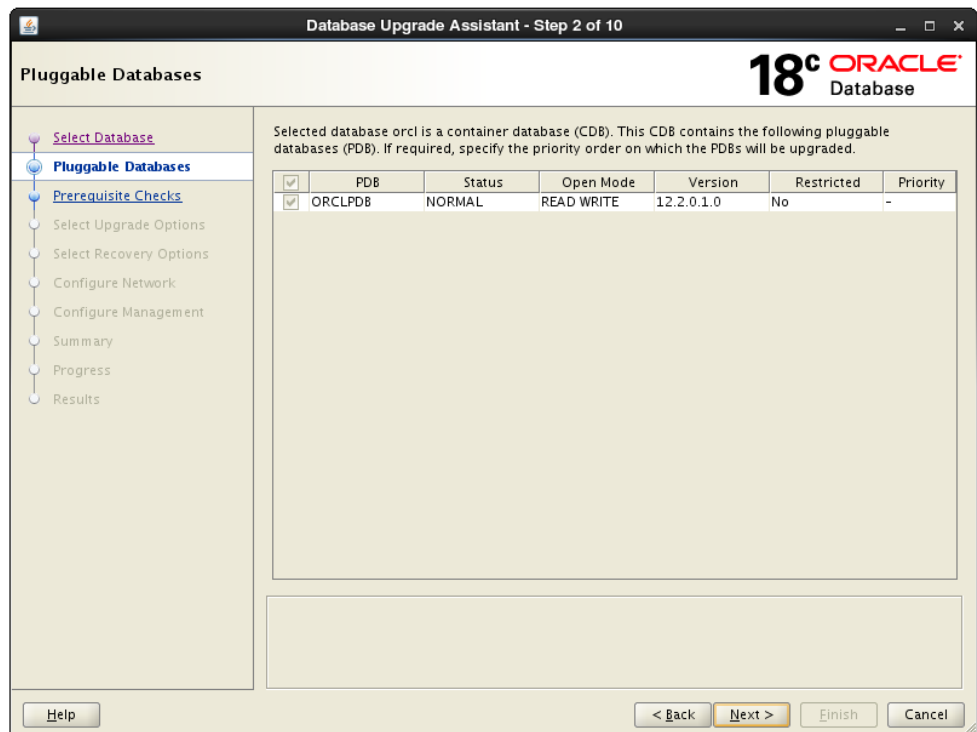 Database Upgrade Assistant - Step 2 of 10
Pluggable Databases
18c ORACLE
Database
Select Database
Pluggable Databases
Prerequisite Checks
Select Upgrade Options
Select Recovery Options
Configure Network
Configure Management
Summary
Progress
Results
Selected database orcl is a container database (CDB). This CDB contains the following pluggable
databases (PDB). If required, specify the priority order on which the PDBs will be upgraded.
PDB Status Open Mode Version Restricted Priority
ORCLPDB NORMAL READ WRITE 12.2.0.1.0 No -
Help < Back Next > Finish Cancel